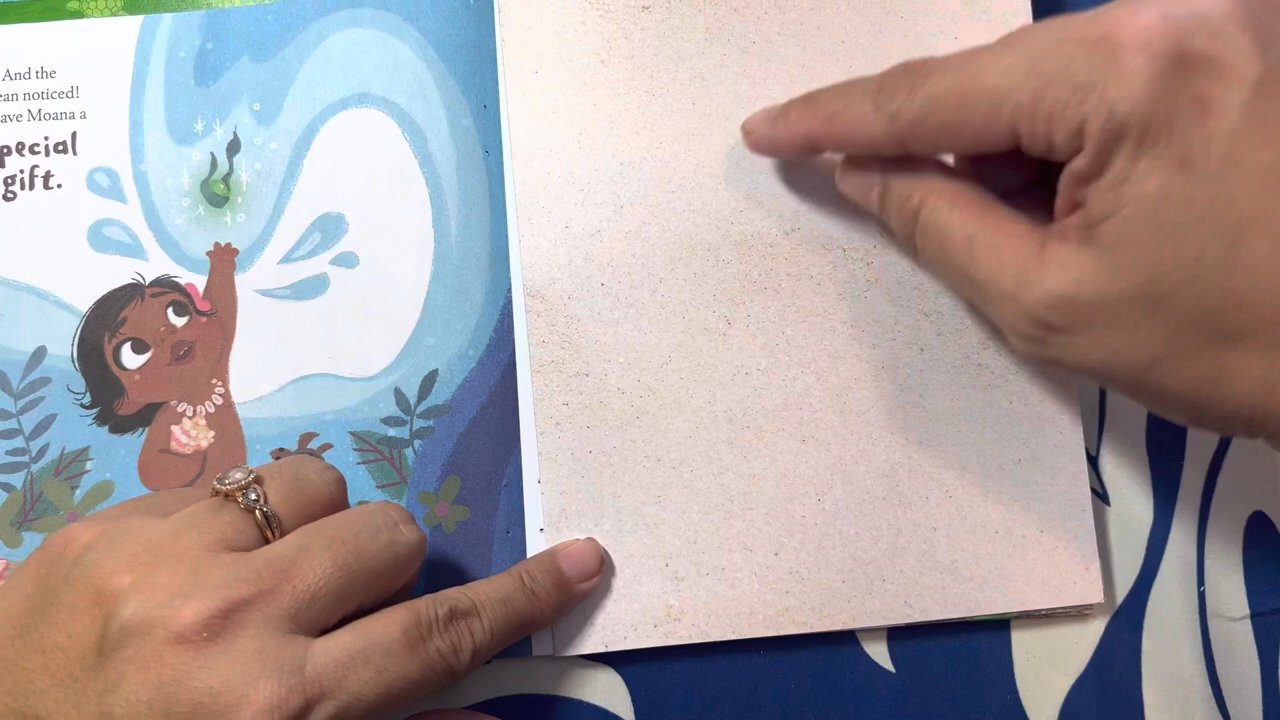 And the
ean noticed!
ave Moana a
pecial
gift.